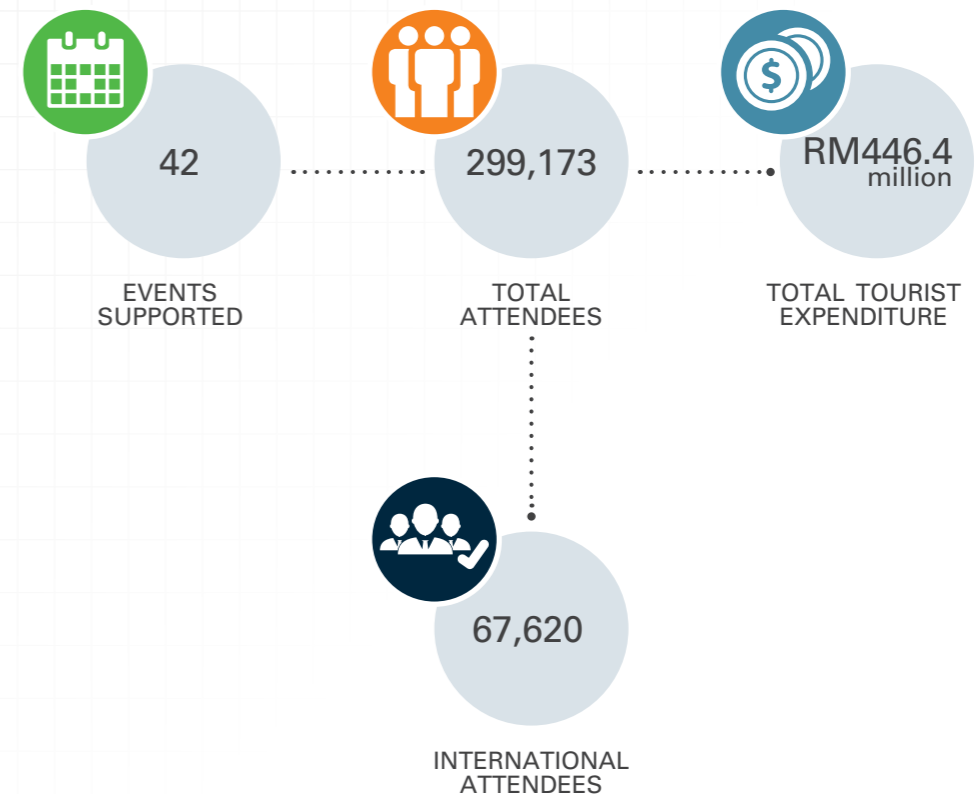 42
EVENTS
SUPPORTED
299,173
TOTAL
ATTENDEES
$
RM446.4
million
TOTAL TOURIST
EXPENDITURE
67,620
INTERNATIONAL
ATTENDEES